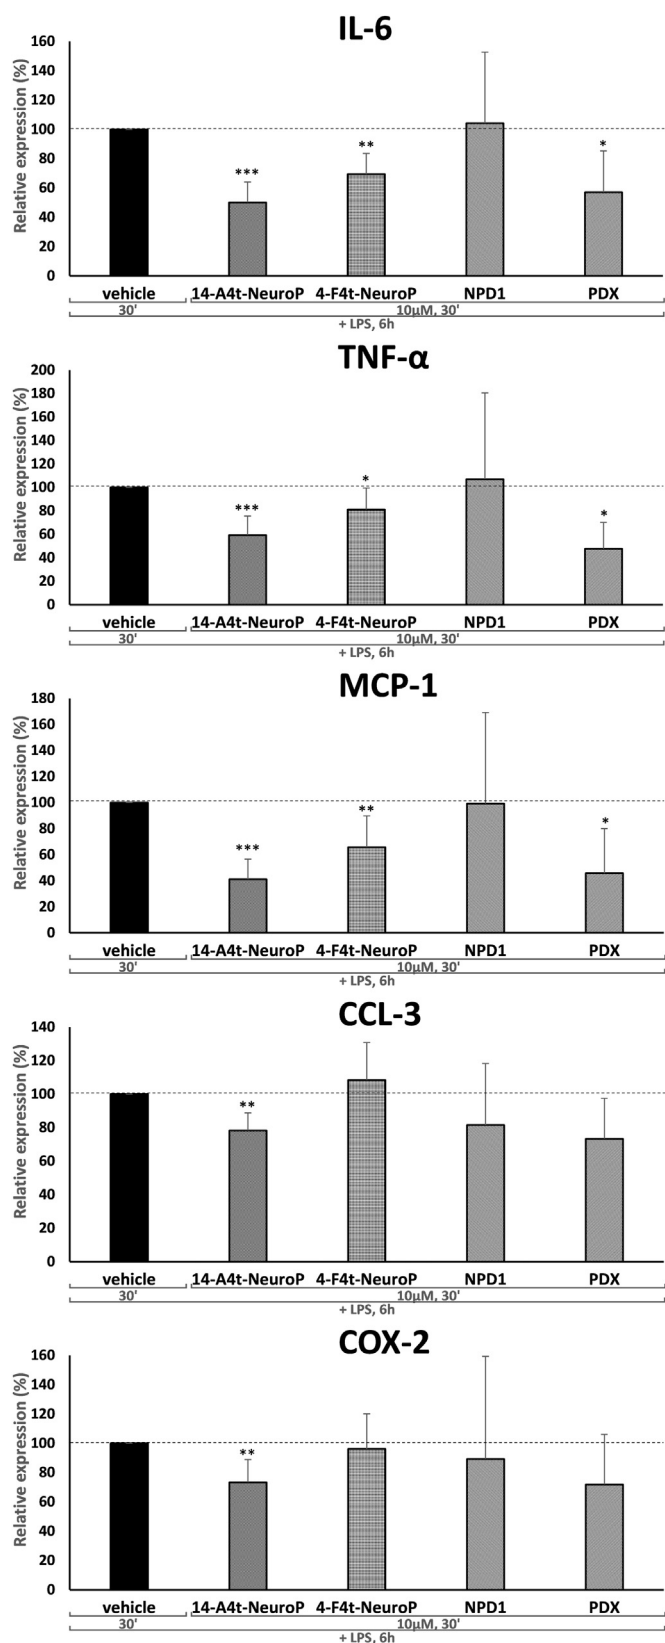 IL-6
Relative expression (%)
160
140
120
100
80
60
40
20
0
***
**
*
vehicle 14-A4t-NeuroP 4-F4t-NeuroP NPD1 PDX
30' 10µM, 30'
+ LPS, 6h
TNF-α
Relative expression (%)
200
180
160
140
120
100
80
60
40
20
0
***
*
*
vehicle 14-A4t-NeuroP 4-F4t-NeuroP NPD1 PDX
30' 10µM, 30'
+ LPS, 6h
MCP-1
Relative expression (%)
180
160
140
120
100
80
60
40
20
0
***
**
*
vehicle 14-A4t-NeuroP 4-F4t-NeuroP NPD1 PDX
30' 10µM, 30'
+ LPS, 6h
CCL-3
Relative expression (%)
140
120
100
80
60
40
20
0
**
vehicle 14-A4t-NeuroP 4-F4t-NeuroP NPD1 PDX
30' 10µM, 30'
+ LPS, 6h
COX-2
Relative expression (%)
160
140
120
100
80
60
40
20
0
**
vehicle 14-A4t-NeuroP 4-F4t-NeuroP NPD1 PDX
30' 10µM, 30'
+ LPS, 6h